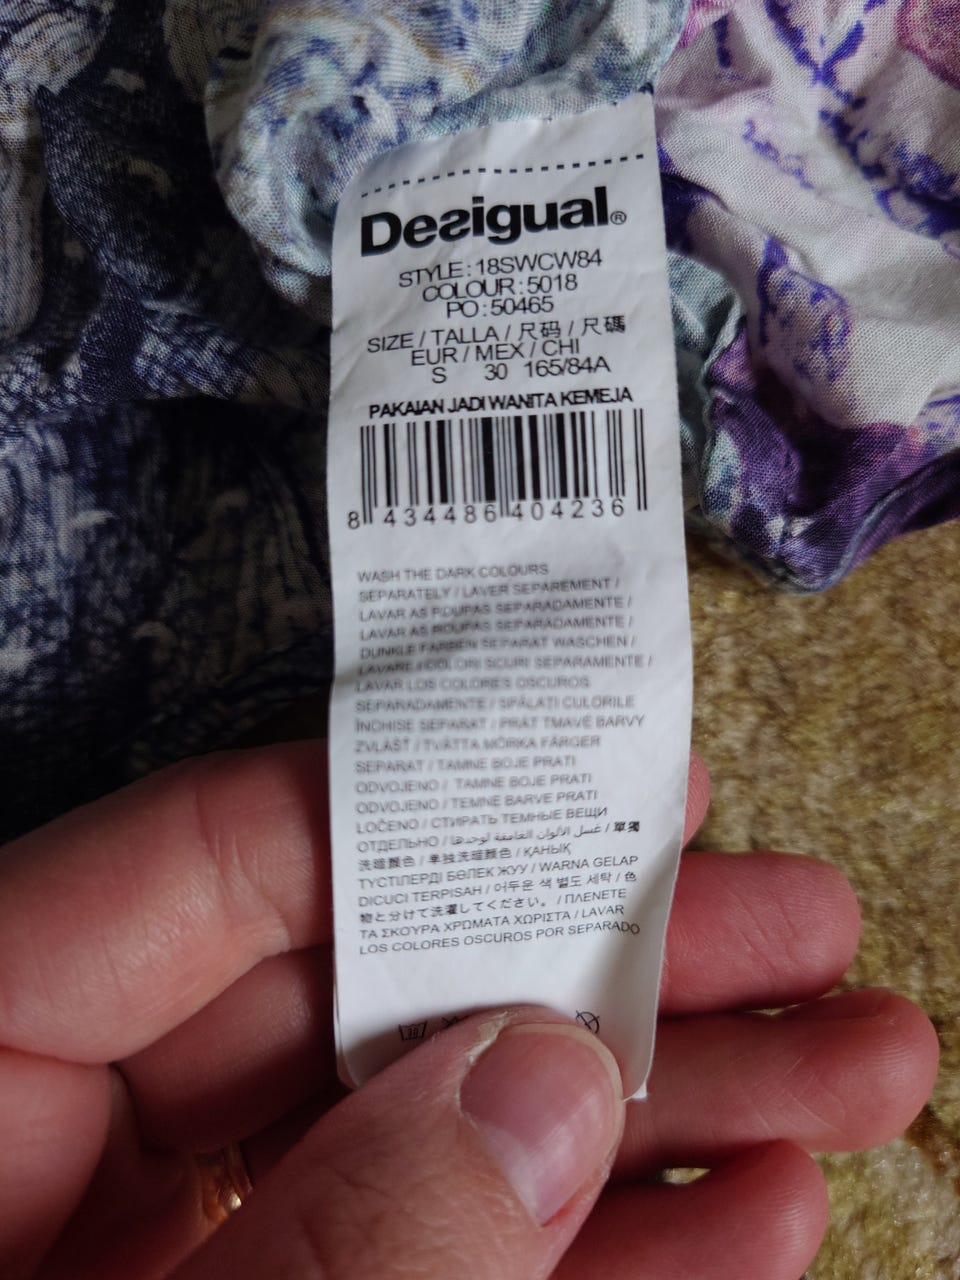 Desigual®
STYLE : 18SWCW84
COLOUR : 5018
PO : 50465
SIZE / TALLA / 尺码 / 尺碼
EUR / MEX / CHI
S 30 165/84A
PAKAIAN JADI WANITA KEMEJA
8 434486 404236
WASH THE DARK COLOURS
SEPARATELY / LAVER SEPAREMENT /
LAVAR AS ROUPAS SEPARADAMENTE /
LAVAR AS ROUPAS SEPARADAMENTE /
DUNKLE FARBEN SEPARAT WASCHEN /
LAVARE I COLORI SCURI SEPARAMENTE /
LAVAR LOS COLORES OSCUROS
SEPARADAMENTE / SPĂLAȚI CULORILE
ÎNCHISE SEPARAT / PRÁT TMAVÉ BARVY
ZVLÁŠŤ / TVÄTTA MÖRKA FÄRGER
SEPARAT / TAMNE BOJE PRATI
ODVOJENO / TAMNE BOJE PRATI
ODVOJENO / TEMNE BARVE PRATI
LOČENO / СТИРАТЬ ТЕМНЫЕ ВЕЩИ
ОТДЕЛЬНО / غسل الألوان الغامقة لوحدها / 單獨
洗暗顏色 / 单独洗暗颜色 / ҚАНЫҚ
ТҮСТІЛЕРДІ БӨЛЕК ЖУУ / WARNA GELAP
DICUCI TERPISAH / 어두운 색 별도 세탁 / 色
物と分けて洗濯してください。 / ΠΛΕΝΕΤΕ
ΤΑ ΣΚΟΥΡΑ ΧΡΩΜΑΤΑ ΧΩΡΙΣΤΑ / LAVAR
LOS COLORES OSCUROS POR SEPARADO
30